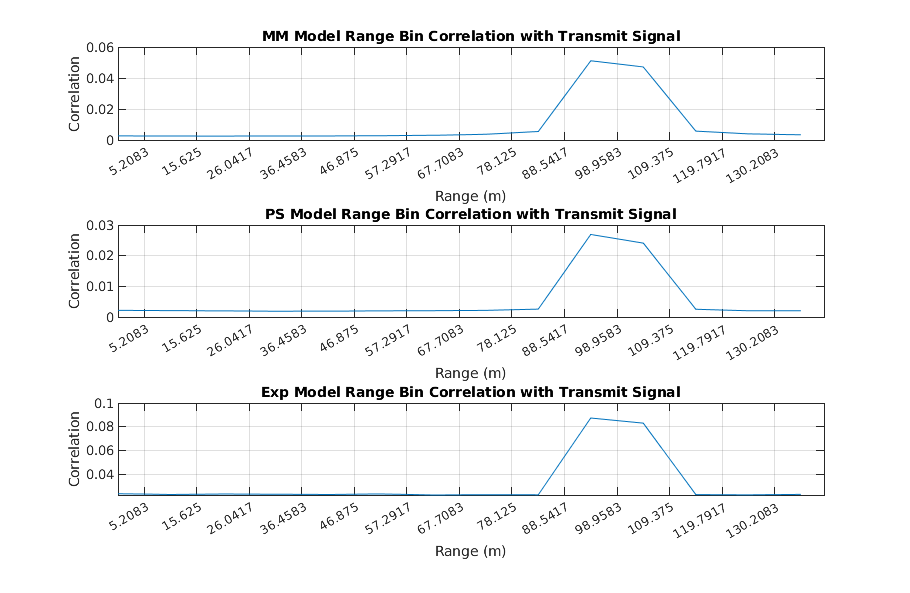 MM Model Range Bin Correlation with Transmit Signal
Correlation
0.06
0.04
0.02
0
5.2083 15.625 26.0417 36.4583 46.875 57.2917 67.7083 78.125 88.5417 98.9583 109.375 119.7917 130.2083
Range (m)
PS Model Range Bin Correlation with Transmit Signal
Correlation
0.03
0.02
0.01
0
5.2083 15.625 26.0417 36.4583 46.875 57.2917 67.7083 78.125 88.5417 98.9583 109.375 119.7917 130.2083
Range (m)
Exp Model Range Bin Correlation with Transmit Signal
Correlation
0.1
0.08
0.06
0.04
5.2083 15.625 26.0417 36.4583 46.875 57.2917 67.7083 78.125 88.5417 98.9583 109.375 119.7917 130.2083
Range (m)